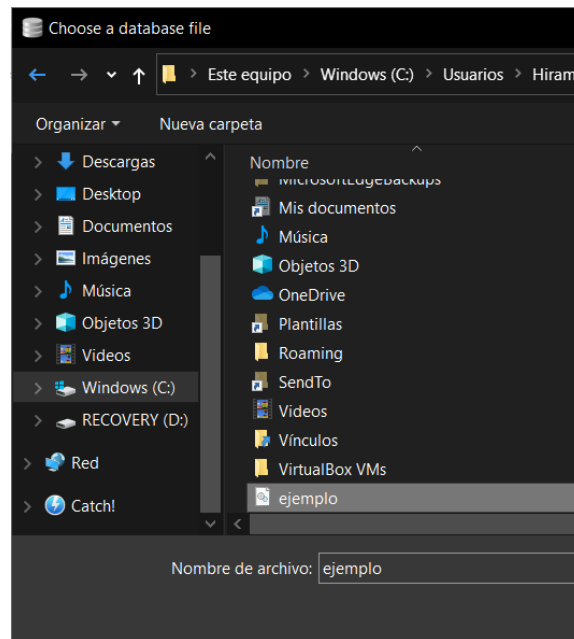 Choose a database file
Este equipo > Windows (C:) > Usuarios > Hiram
Organizar
Nueva carpeta
Descargas
Desktop
Documentos
Imágenes
Música
Objetos 3D
Videos
Windows (C:)
RECOVERY (D:)
Red
Catch!
Nombre
MicrosoftEdgeBackups
Mis documentos
Música
Objetos 3D
OneDrive
Plantillas
Roaming
SendTo
Videos
Vínculos
VirtualBox VMs
ejemplo
Nombre de archivo: ejemplo